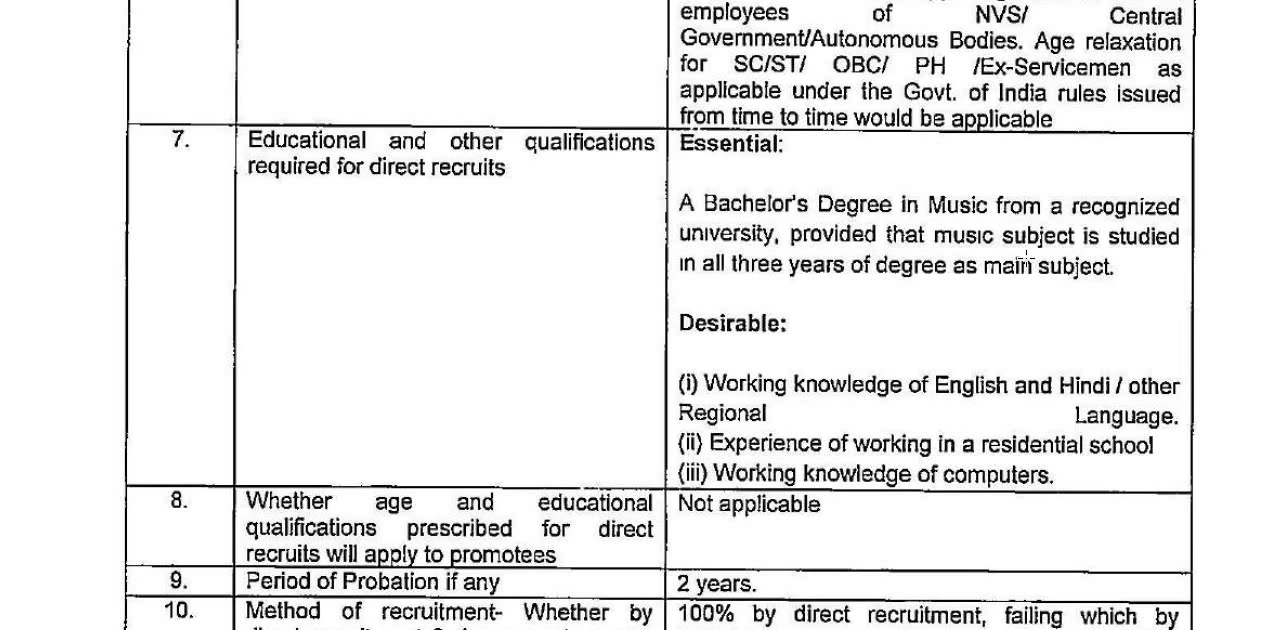 employees of NVS/ Central
Government/Autonomous Bodies. Age relaxation
for SC/ST/ OBC/ PH /Ex-Servicemen as
applicable under the Govt. of India rules issued
from time to time would be applicable
7.
Educational and other qualifications
required for direct recruits
Essential:
A Bachelor's Degree in Music from a recognized
university, provided that music subject is studied
in all three years of degree as main subject.
Desirable:
(i) Working knowledge of English and Hindi / other
Regional Language.
(ii) Experience of working in a residential school
(iii) Working knowledge of computers.
8.
Whether age and educational
qualifications prescribed for direct
recruits will apply to promotees
Not applicable
9.
Period of Probation if any
2 years.
10.
Method of recruitment- Whether by
100% by direct recruitment, failing which by